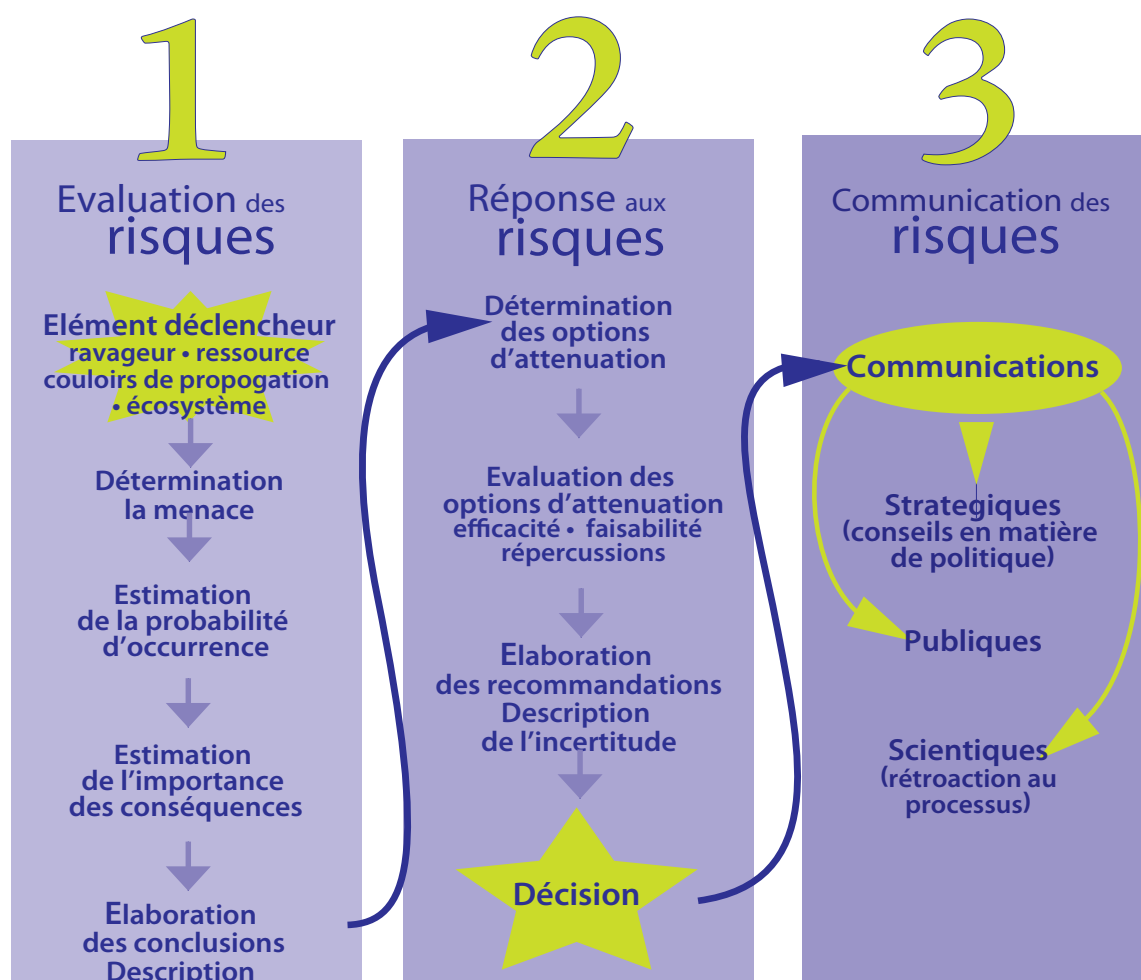 1
Evaluation des
risques
Elément déclencheur
ravageur • ressource
couloirs de propogation
• écosystème
Détermination
la menace
Estimation
de la probabilité
d'occurrence
Estimation
de l'importance
des conséquences
Elaboration
des conclusions
Description
2
Réponse aux
risques
Détermination
des options
d'attenuation
Evaluation des
options d'attenuation
efficacité • faisabilité
répercussions
Elaboration
des recommandations
Description
de l'incertitude
Décision
3
Communication des
risques
Communications
Strategiques
(conseils en matière
de politique)
Publiques
Scientiques
(rétroaction au
processus)